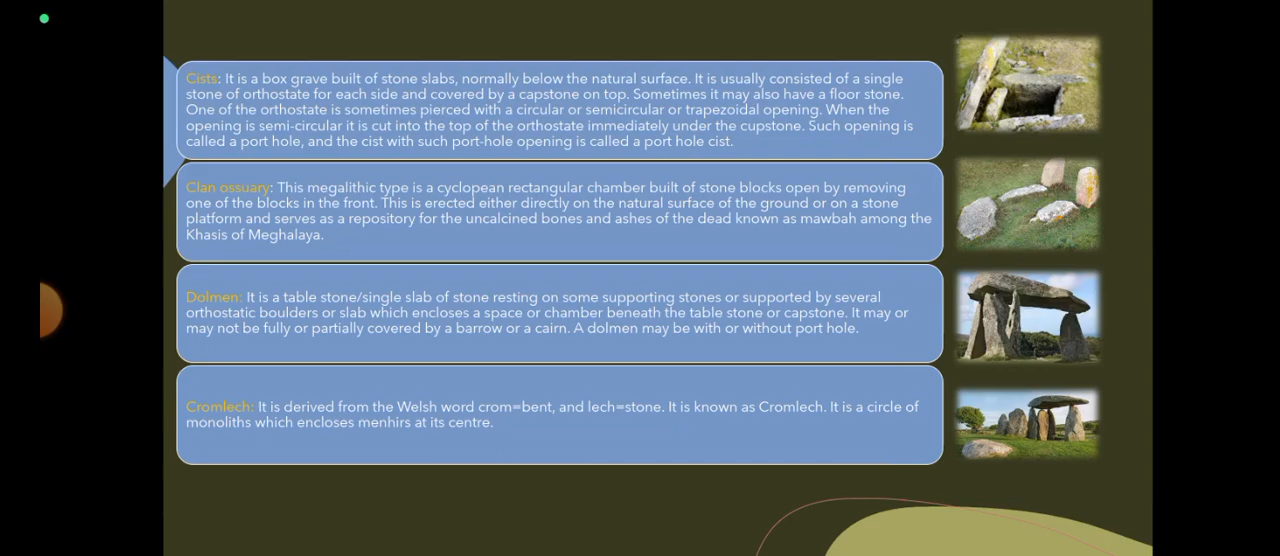 Cists: It is a box grave built of stone slabs, normally below the natural surface. It is usually consisted of a single
stone of orthostate for each side and covered by a capstone on top. Sometimes it may also have a floor stone.
One of the orthostate is sometimes pierced with a circular or semicircular or trapezoidal opening. When the
opening is semi-circular it is cut into the top of the orthostate immediately under the cupstone. Such opening is
called a port hole, and the cist with such port-hole opening is called a port hole cist.
Clan ossuary: This megalithic type is a cyclopean rectangular chamber built of stone blocks open by removing
one of the blocks in the front. This is erected either directly on the natural surface of the ground or on a stone
platform and serves as a repository for the uncalcined bones and ashes of the dead known as mawbah among the
Khasis of Meghalaya.
Dolmen: It is a table stone/single slab of stone resting on some supporting stones or supported by several
orthostatic boulders or slab which encloses a space or chamber beneath the table stone or capstone. It may or
may not be fully or partially covered by a barrow or a cairn. A dolmen may be with or without port hole.
Cromlech: It is derived from the Welsh word crom=bent, and lech=stone. It is known as Cromlech. It is a circle of
monoliths which encloses menhirs at its centre.